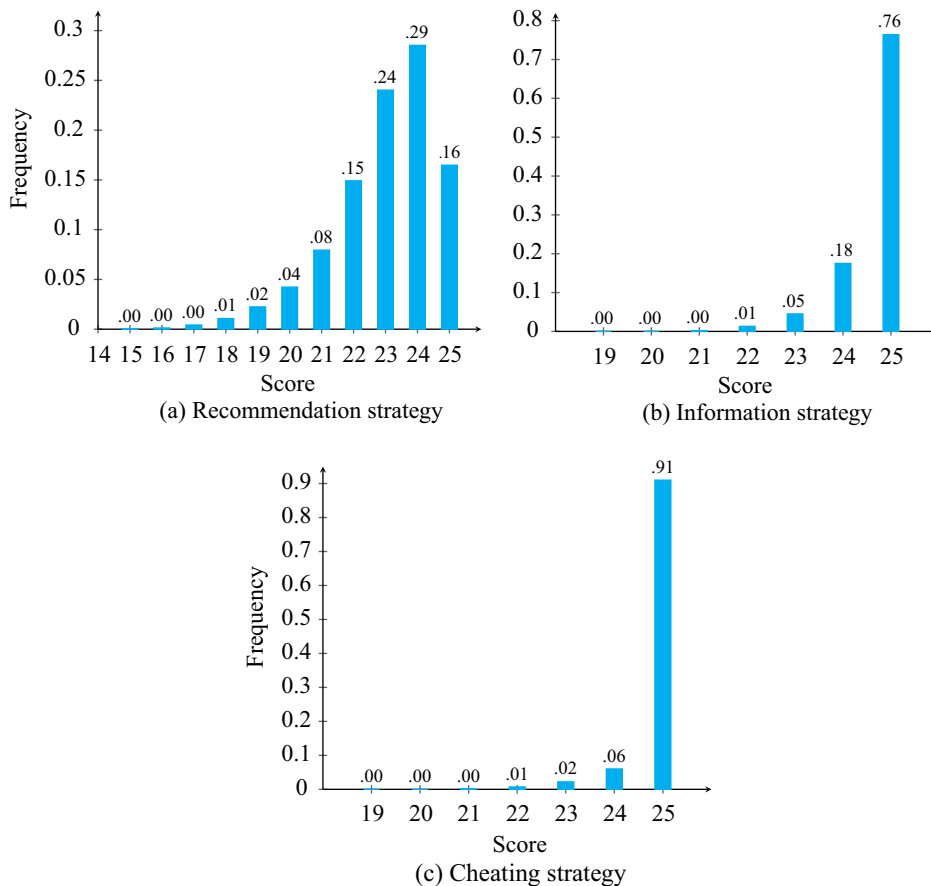 0.3
0.25
0.2
0.15
0.1
0.05
0
Frequency
.00 .00 .00 .01 .02 .04 .08 .15 .24 .29 .16
14 15 16 17 18 19 20 21 22 23 24 25
Score
(a) Recommendation strategy
0.8
0.7
0.6
0.5
0.4
0.3
0.2
0.1
0
.00 .00 .00 .01 .05 .18 .76
19 20 21 22 23 24 25
Score
(b) Information strategy
0.9
0.8
0.7
0.6
0.5
0.4
0.3
0.2
0.1
0
Frequency
.00 .00 .00 .01 .02 .06 .91
19 20 21 22 23 24 25
Score
(c) Cheating strategy